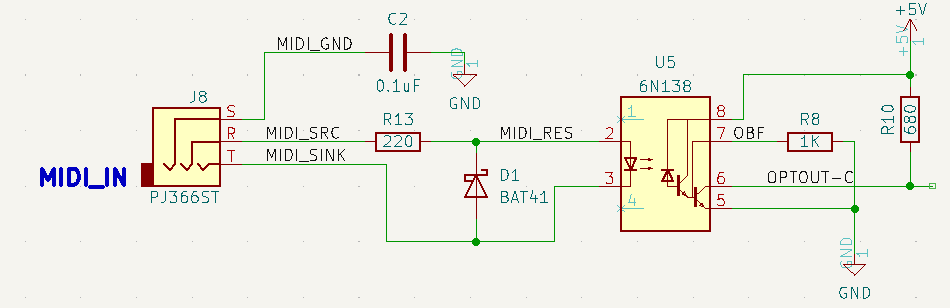 +5V
+5V
1
C2
MIDI_GND
GND
1
0.1uF
GND
U5
6N138
J8
S
R
T
MIDI_SRC
MIDI_SINK
MIDI_IN
PJ366ST
R13
220
MIDI_RES
D1
BAT41
1
2
3
4
8
7
6
5
OBF
R8
1K
R10
680
OPTOUT-C
GND
1
GND